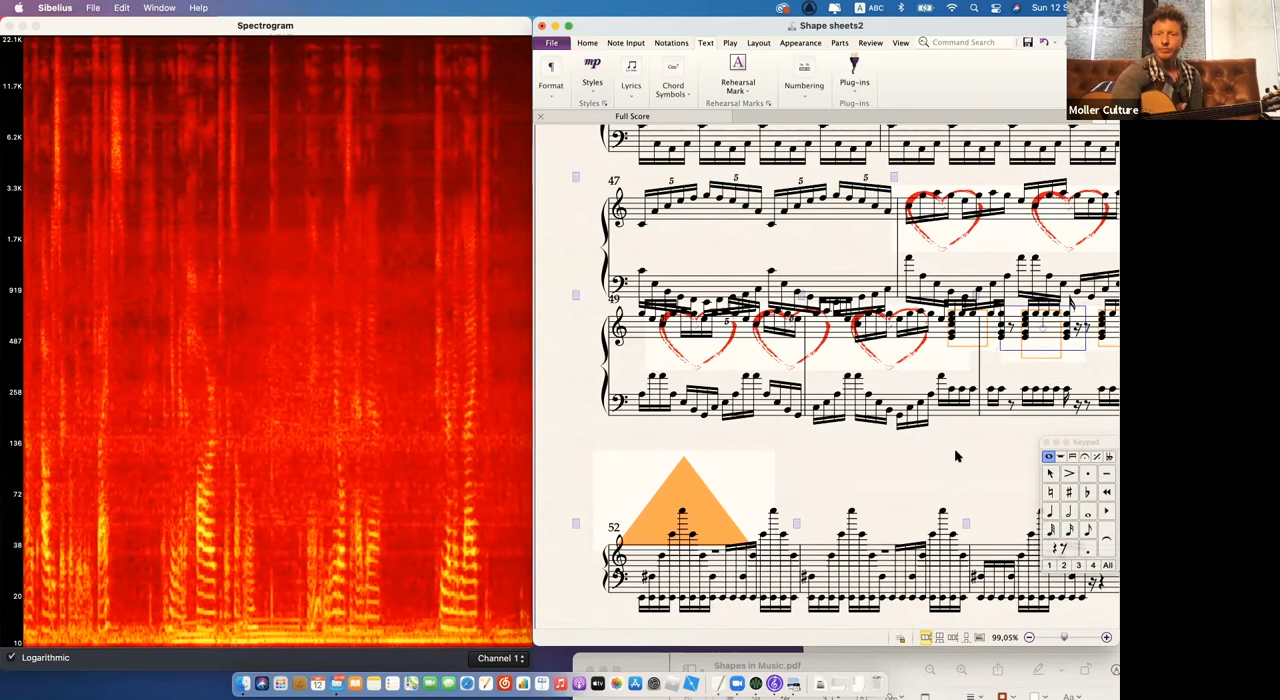 Sibelius File Edit Window Help ABC Sun 12 S
Spectrogram
22.1K
11.7K
6.2K
3.3K
1.7K
919
487
258
136
72
38
20
10
Logarithmic
Channel 1
Shape sheets2
File Home Note Input Notations Text Play Layout Appearance Parts Review View Command Search
mp A
Format Styles Lyrics Chord Symbols Rehearsal Mark Numbering Plug-ins
Styles Rehearsal Marks Plug-ins
Full Score
47 5 5 5 5
49 5
52
Keypad
1 2 3 4 All
99,05%
Shapes in Music.pdf
Moller Culture